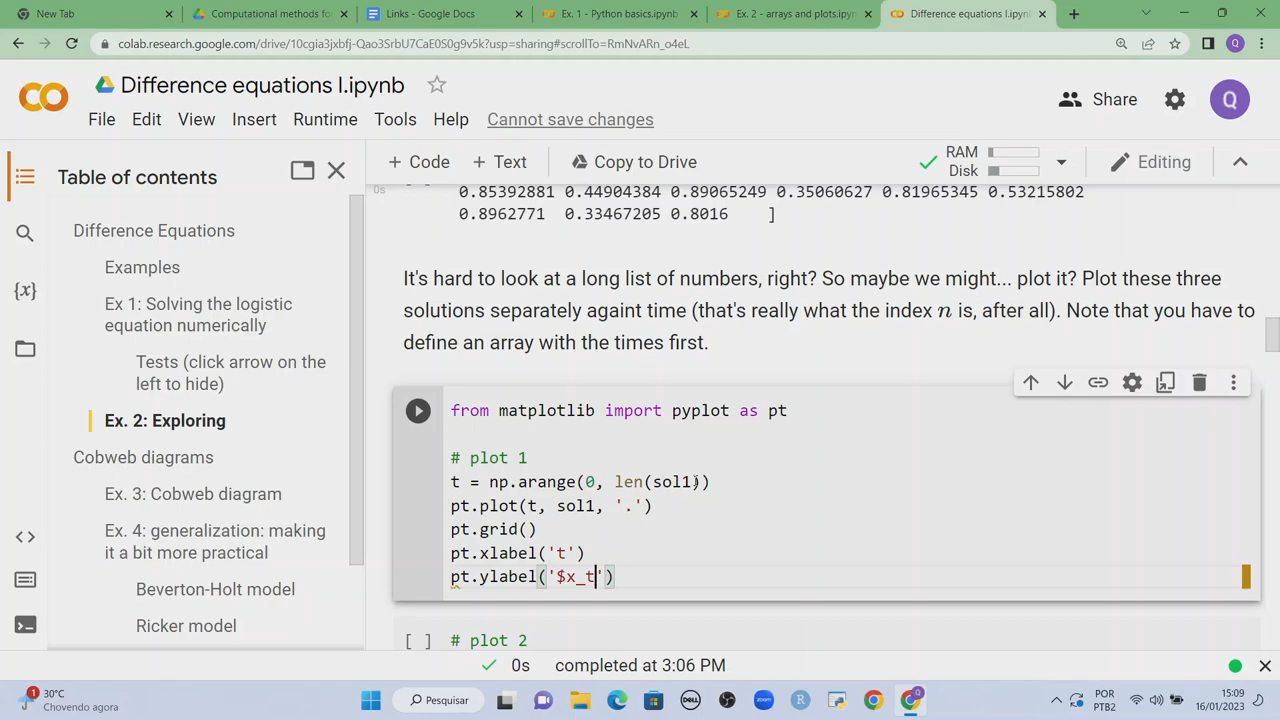 New Tab
Computational methods fo
Links - Google Docs
Ex. 1 - Python basics.ipynb
Ex. 2 - arrays and plots.ipynb
Difference equations I.ipynb
colab.research.google.com/drive/10cgia3jxbfj-Qao3SrbU7CaE0S0g9v5k?usp=sharing#scrollTo=RmNvARn_o4eL
Q
Difference equations I.ipynb
File Edit View Insert Runtime Tools Help Cannot save changes
Share
Q
Table of contents
Difference Equations
Examples
Ex 1: Solving the logistic
equation numerically
Tests (click arrow on the
left to hide)
Ex. 2: Exploring
Cobweb diagrams
Ex. 3: Cobweb diagram
Ex. 4: generalization: making
it a bit more practical
Beverton-Holt model
Ricker model
+ Code + Text Copy to Drive
RAM
Disk
Editing
0s
0.85392881 0.44904384 0.89065249 0.35060627 0.81965345 0.53215802
0.8962771 0.33467205 0.8016 ]
It's hard to look at a long list of numbers, right? So maybe we might... plot it? Plot these three
solutions separately againt time (that's really what the index n is, after all). Note that you have to
define an array with the times first.
from matplotlib import pyplot as pt
# plot 1
t = np.arange(0, len(sol1))
pt.plot(t, sol1, '.')
pt.grid()
pt.xlabel('t')
pt.ylabel('$x_t')
[ ] # plot 2
0s completed at 3:06 PM
1
30°C
Chovendo agora
Pesquisar
DELL
zoom
R
Q
POR
PTB2
15:09
16/01/2023